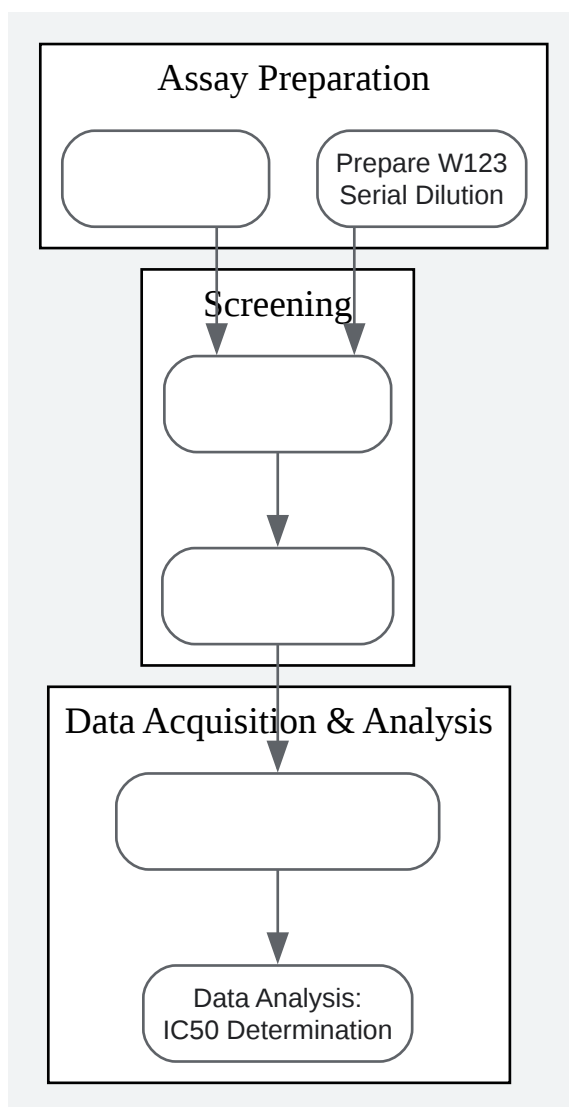 Assay Preparation
Prepare W123
Serial Dilution
Screening
Data Acquisition & Analysis
Data Analysis:
IC50 Determination